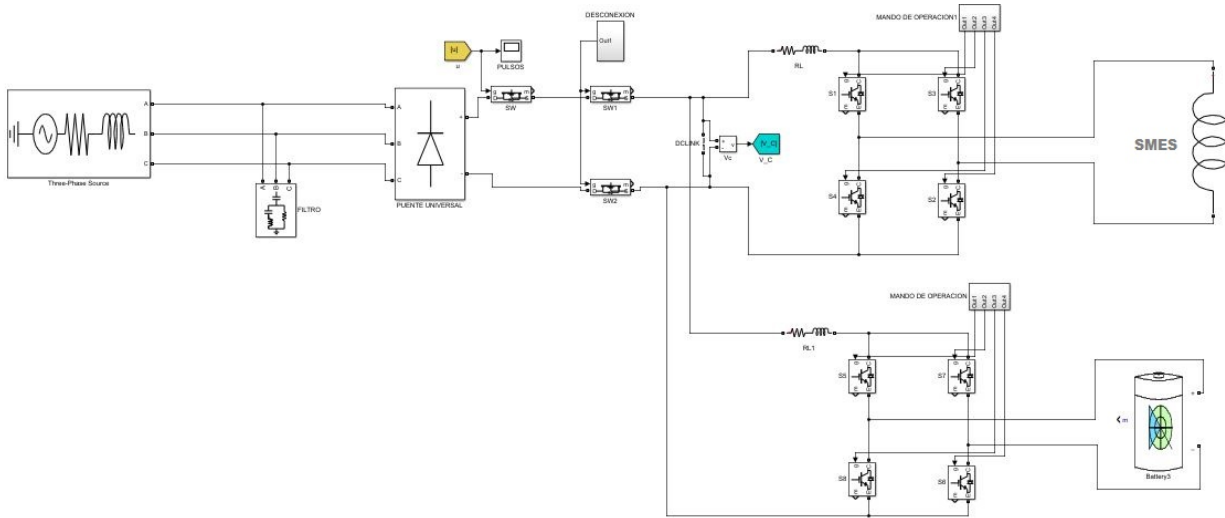 DESCONEXION
Out1
MANDO DE OPERACION1
Out1
Out2
Out3
Out4
[u]
u
PULSOS
SW
SW1
RL
S1
S3
A
B
C
A
B
C
+
-
DCLINK
Vc
[V_C]
V_C
SMES
S4
S2
SW2
Three-Phase Source
A
B
C
FILTRO
PUENTE UNIVERSAL
MANDO DE OPERACION
Out1
Out2
Out3
Out4
RL1
S5
S7
+
m
-
S8
S6
Battery3